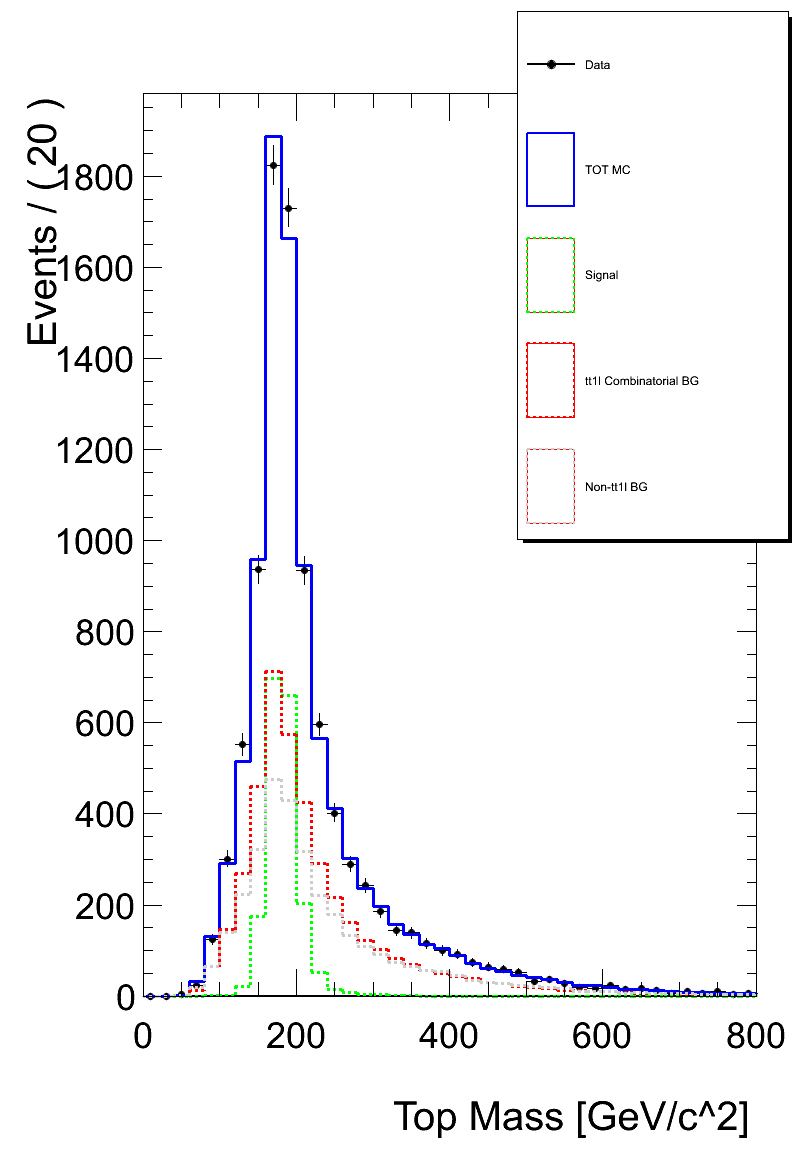 Data
TOT MC
Signal
tt1l Combinatorial BG
Non-tt1l BG
Events / ( 20 )
1800
1600
1400
1200
1000
800
600
400
200
0
0 200 400 600 800
Top Mass [GeV/c^2]